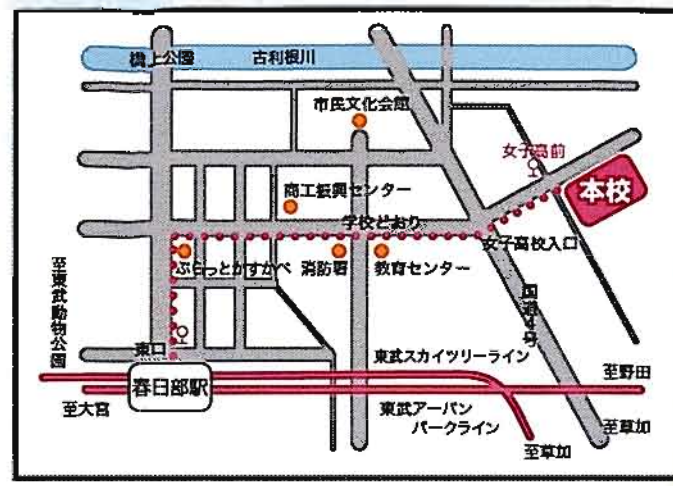 橋上公園
古利根川
市民文化会館
女子高前
本校
商工振興センター
学校どおり
女子高校入口
ぷらっとかすかべ
消防署
教育センター
至東武動物公園
国道4号
東口
東武スカイツリーライン
至野田
春日部駅
至大宮
東武アーバン
パークライン
至草加
至草加